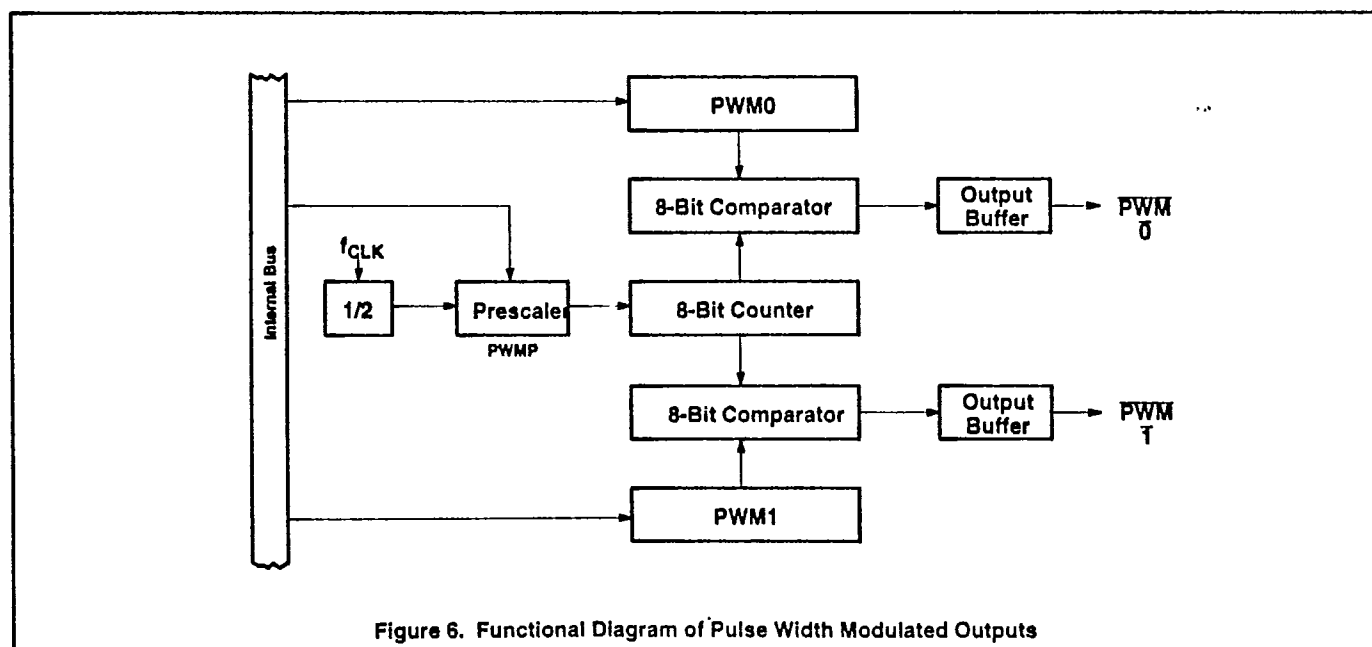 PWM0
8-Bit Comparator
Output
Buffer
PWM
0
Internal Bus
fCLK
1/2
Prescaler
PWMP
8-Bit Counter
8-Bit Comparator
Output
Buffer
PWM
1
PWM1
Figure 6. Functional Diagram of Pulse Width Modulated Outputs